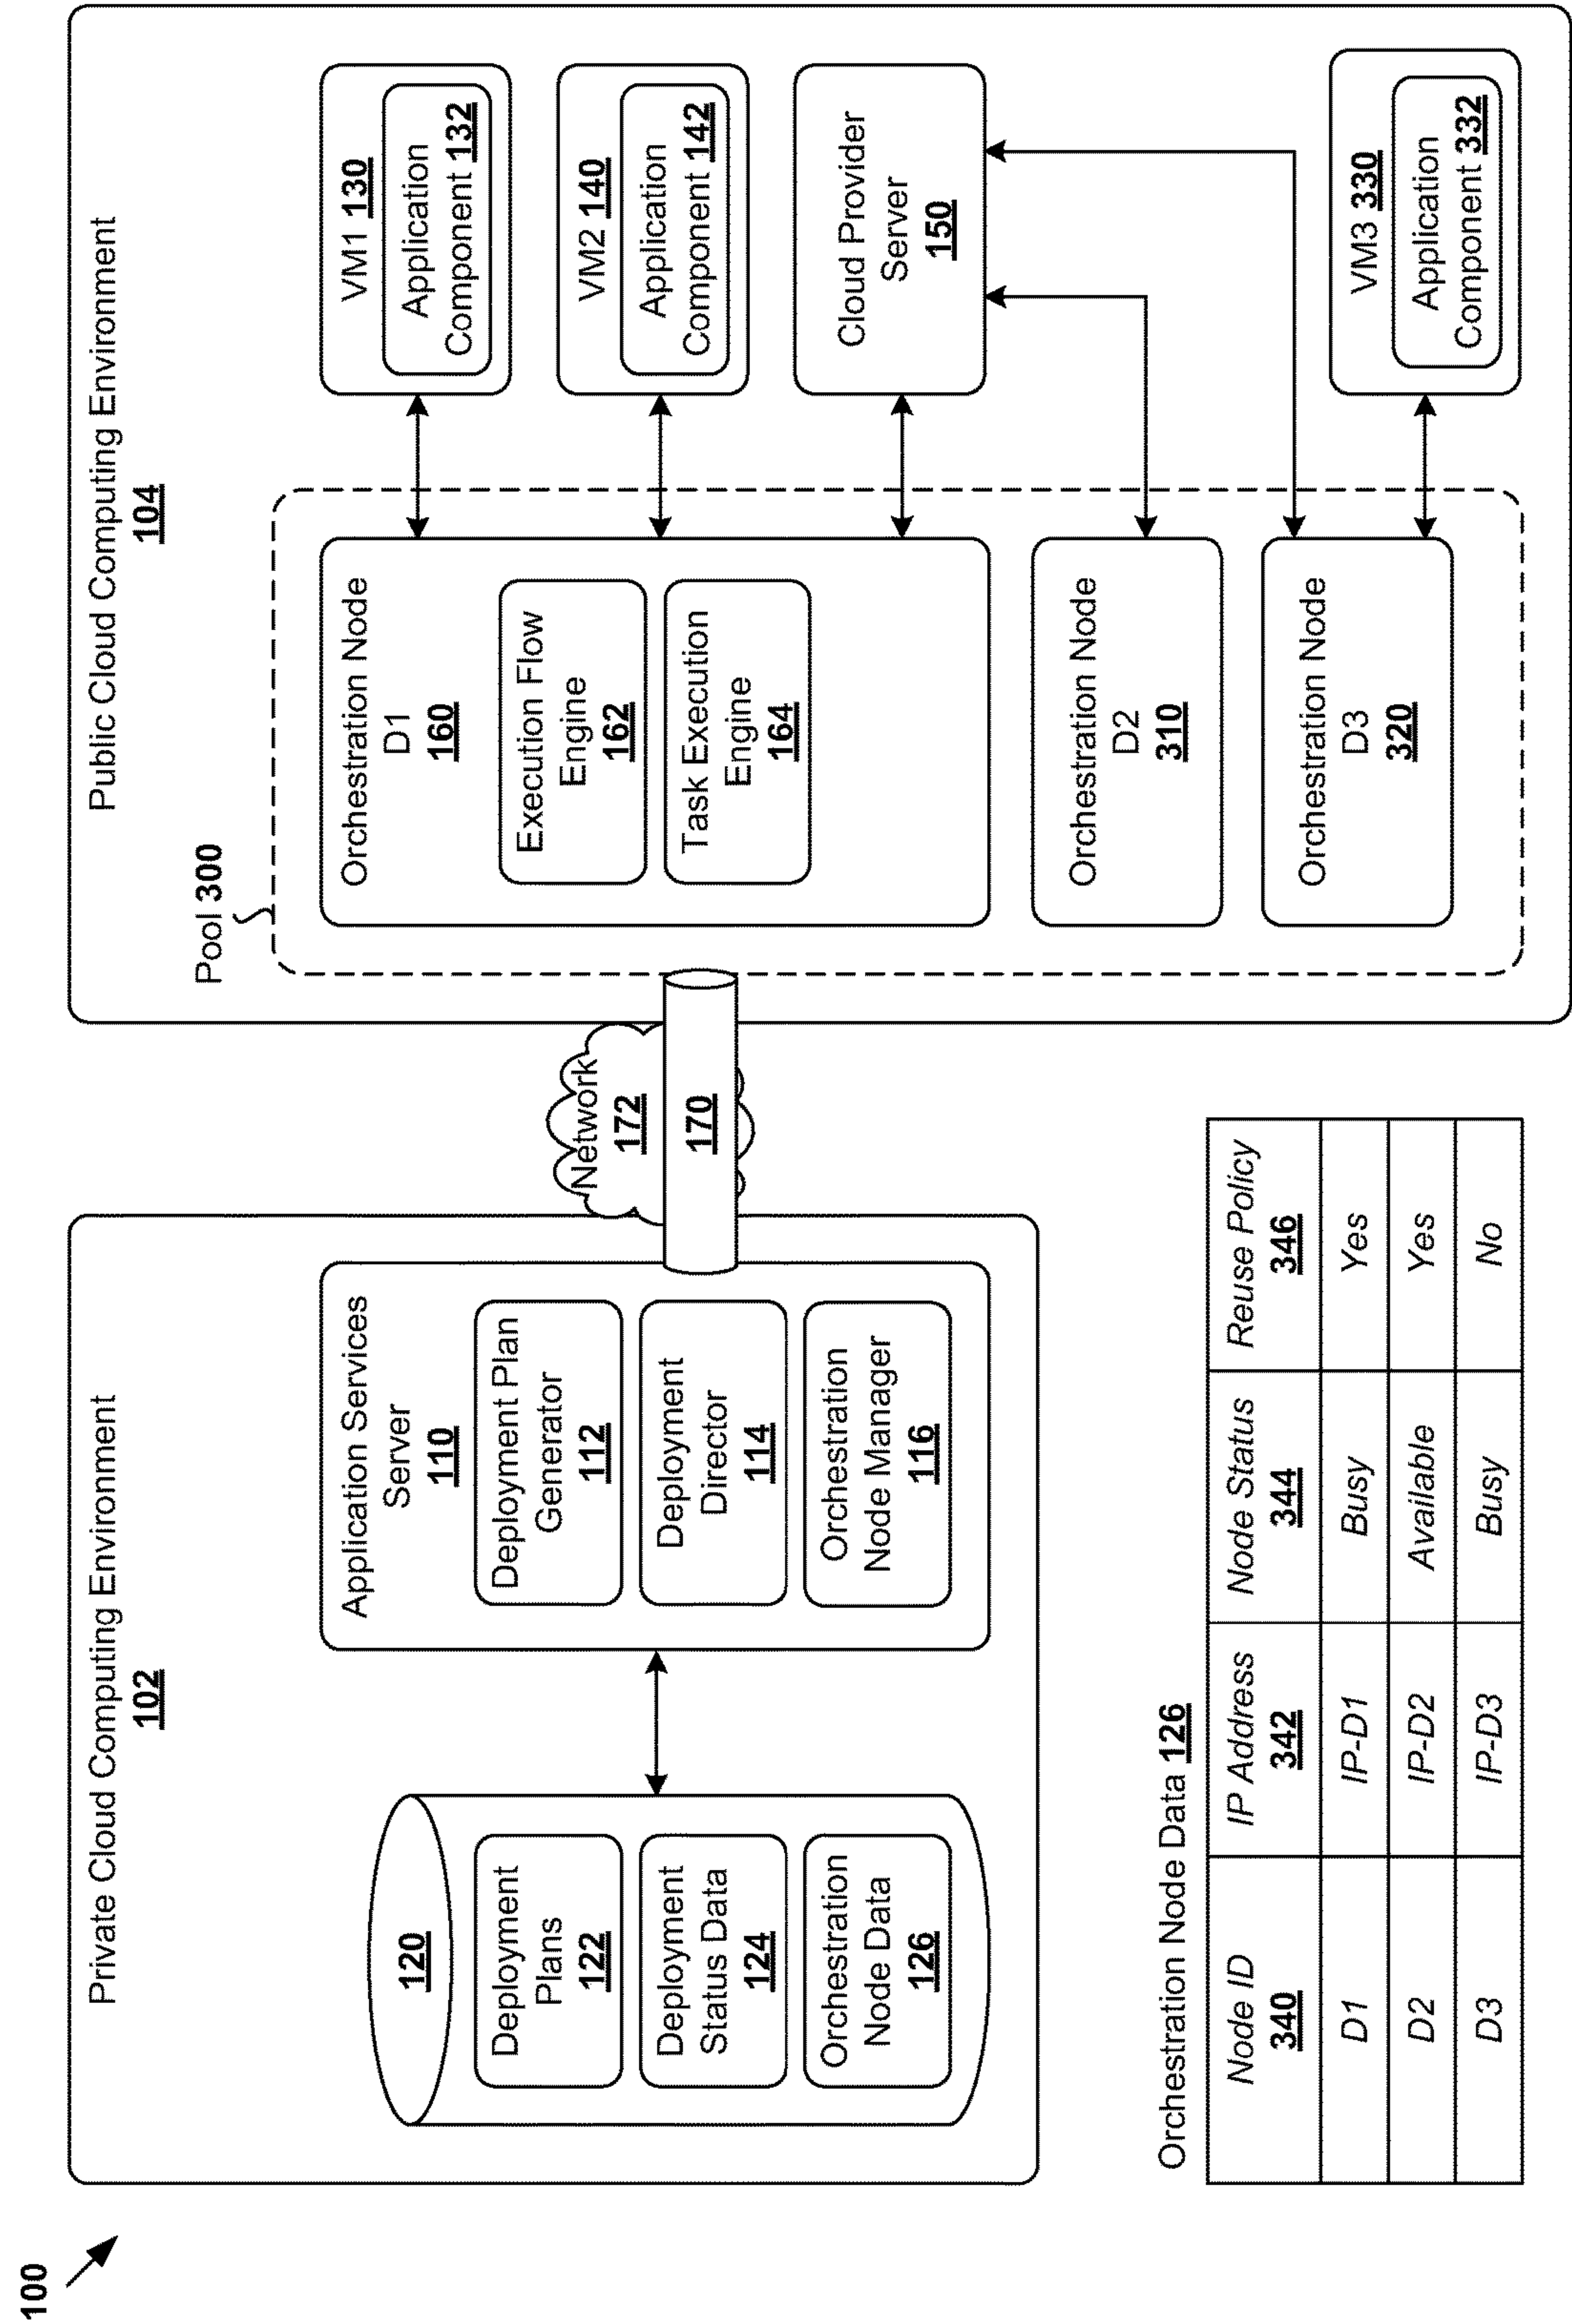 100
Private Cloud Computing Environment
102
120
Deployment
Plans
122
Deployment
Status Data
124
Orchestration
Node Data
126
Application Services
Server
110
Deployment Plan
Generator
112
Deployment
Director
114
Orchestration
Node Manager
116
Network
172
170
Public Cloud Computing Environment
104
Pool 300
Orchestration Node
D1
160
Execution Flow
Engine
162
Task Execution
Engine
164
Orchestration Node
D2
310
Orchestration Node
D3
320
VM1 130
Application
Component 132
VM2 140
Application
Component 142
Cloud Provider
Server
150
VM3 330
Application
Component 332
Orchestration Node Data 126
Node ID
340
IP Address
342
Node Status
344
Reuse Policy
346
D1 IP-D1 Busy Yes
D2 IP-D2 Available Yes
D3 IP-D3 Busy No